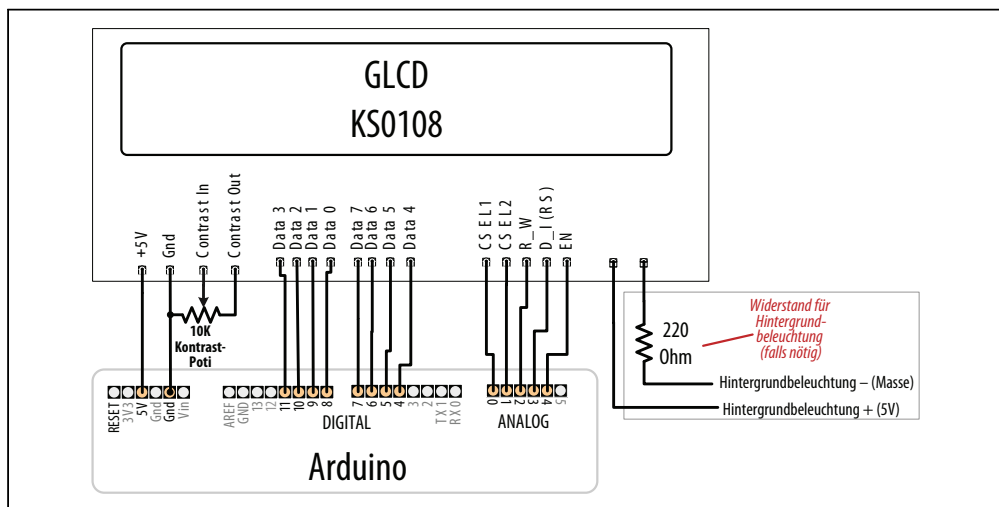 GLCD
KS0108
+5V
Gnd
Contrast In
Contrast Out
Data 3
Data 2
Data 1
Data 0
Data 7
Data 6
Data 5
Data 4
CSEL1
CSEL2
R_W
D_I (RS)
EN
10K
Kontrast-
Poti
220
Ohm
Widerstand für
Hintergrund-
beleuchtung
(falls nötig)
Hintergrundbeleuchtung – (Masse)
Hintergrundbeleuchtung + (5V)
RESET
3V3
5V
Gnd
Gnd
Vin
AREF
GND
13
12
11
10
9
8
7
6
5
4
3
2
TX 1
RX 0
0
1
2
3
4
5
DIGITAL
ANALOG
Arduino